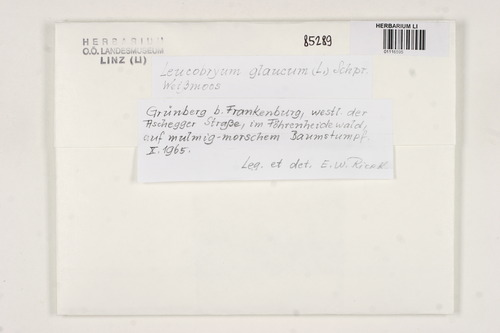 HERBARIUM
O.Ö. LANDESMUSEUM
LINZ (LI)
85289
HERBARIUM LI
Leucobryum glaucum (L.) Schpr.
Weißmoos
Grünberg b. Frankenburg, westl. der
Aschegger Straße, im Föhrenheidewald,
auf mulmig-morschem Baumstumpf.
X. 1965.
Leg. et det. E. W. Ricek